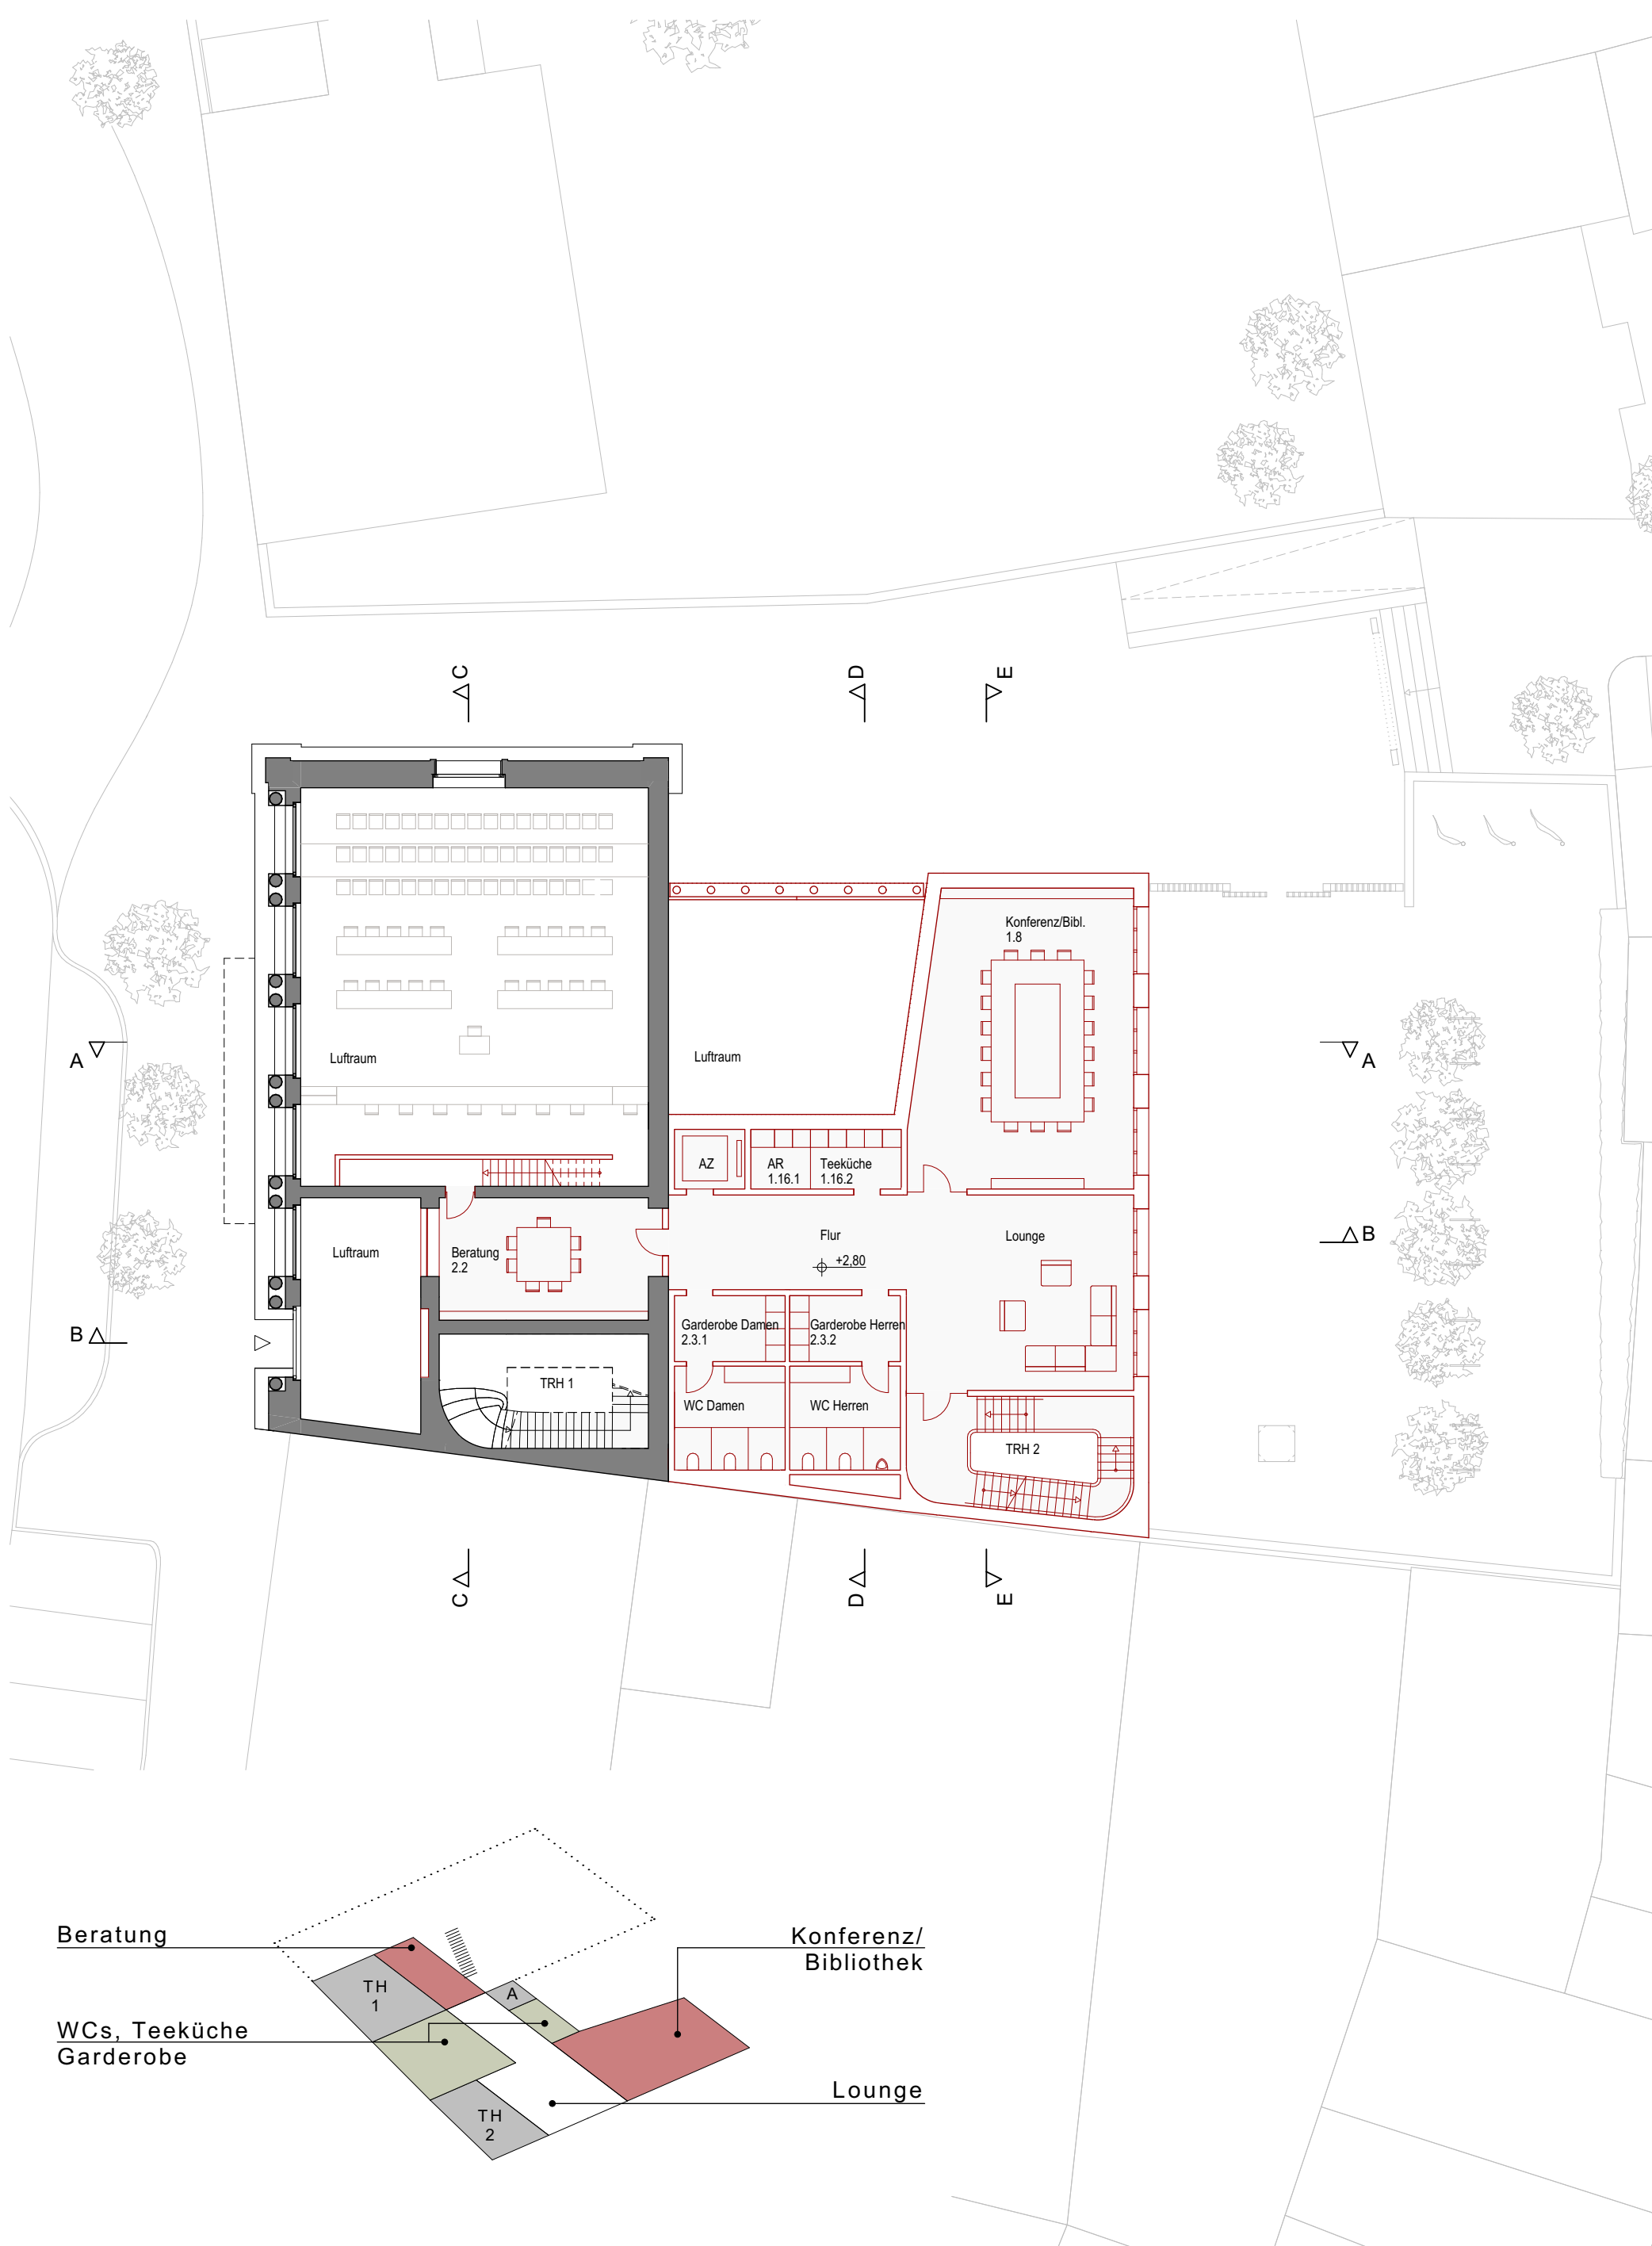 C
D
E
Konferenz/Bibl.
1.8
Luftraum
Luftraum
A
A
AZ
AR
1.16.1
Teeküche
1.16.2
Luftraum
Beratung
2.2
Flur
+2,80
Lounge
B
B
Garderobe Damen
2.3.1
Garderobe Herren
2.3.2
TRH 1
WC Damen
WC Herren
TRH 2
C
D
E
Beratung
Konferenz/
Bibliothek
TH
1
A
WCs, Teeküche
Garderobe
Lounge
TH
2